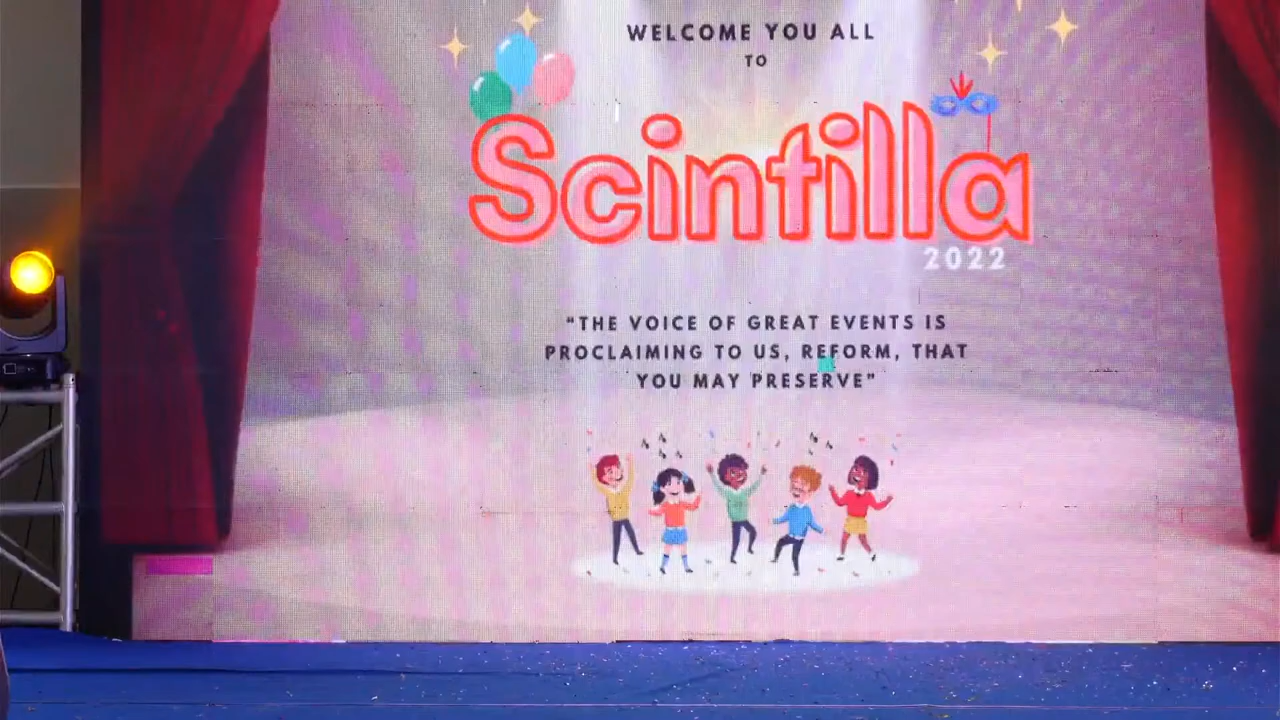 WELCOME YOU ALL
TO
Scintilla
2022
"THE VOICE OF GREAT EVENTS IS
PROCLAIMING TO US, REFORM, THAT
YOU MAY PRESERVE"